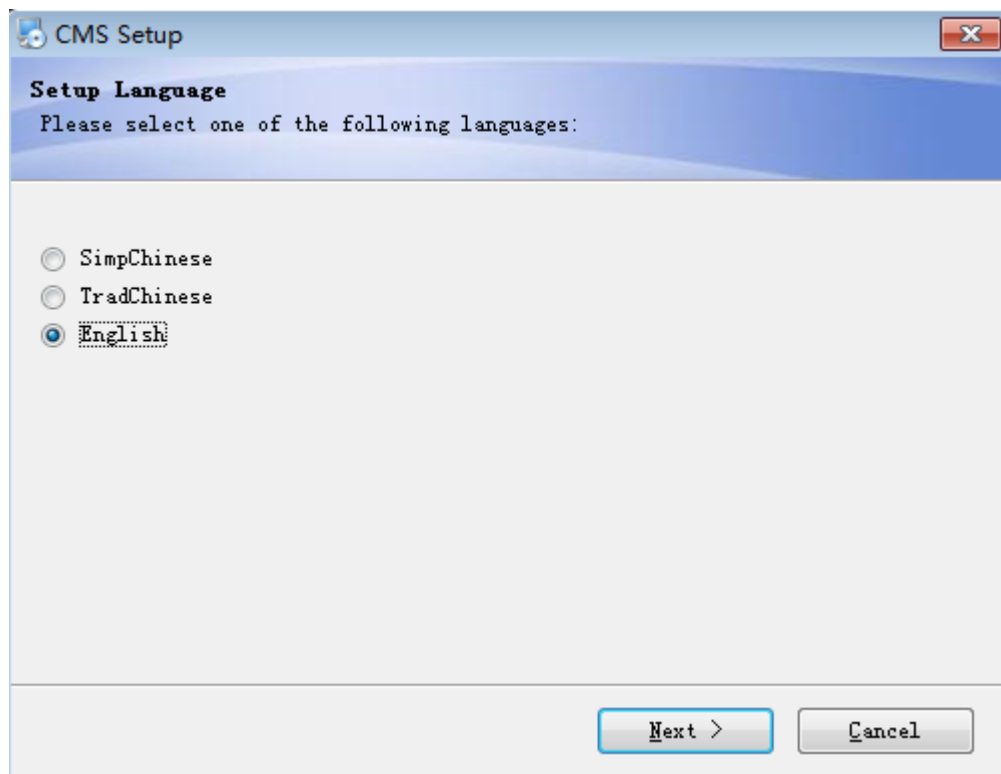 CMS Setup
Setup Language
Please select one of the following languages:
SimpChinese
TradChinese
English
Next >
Cancel